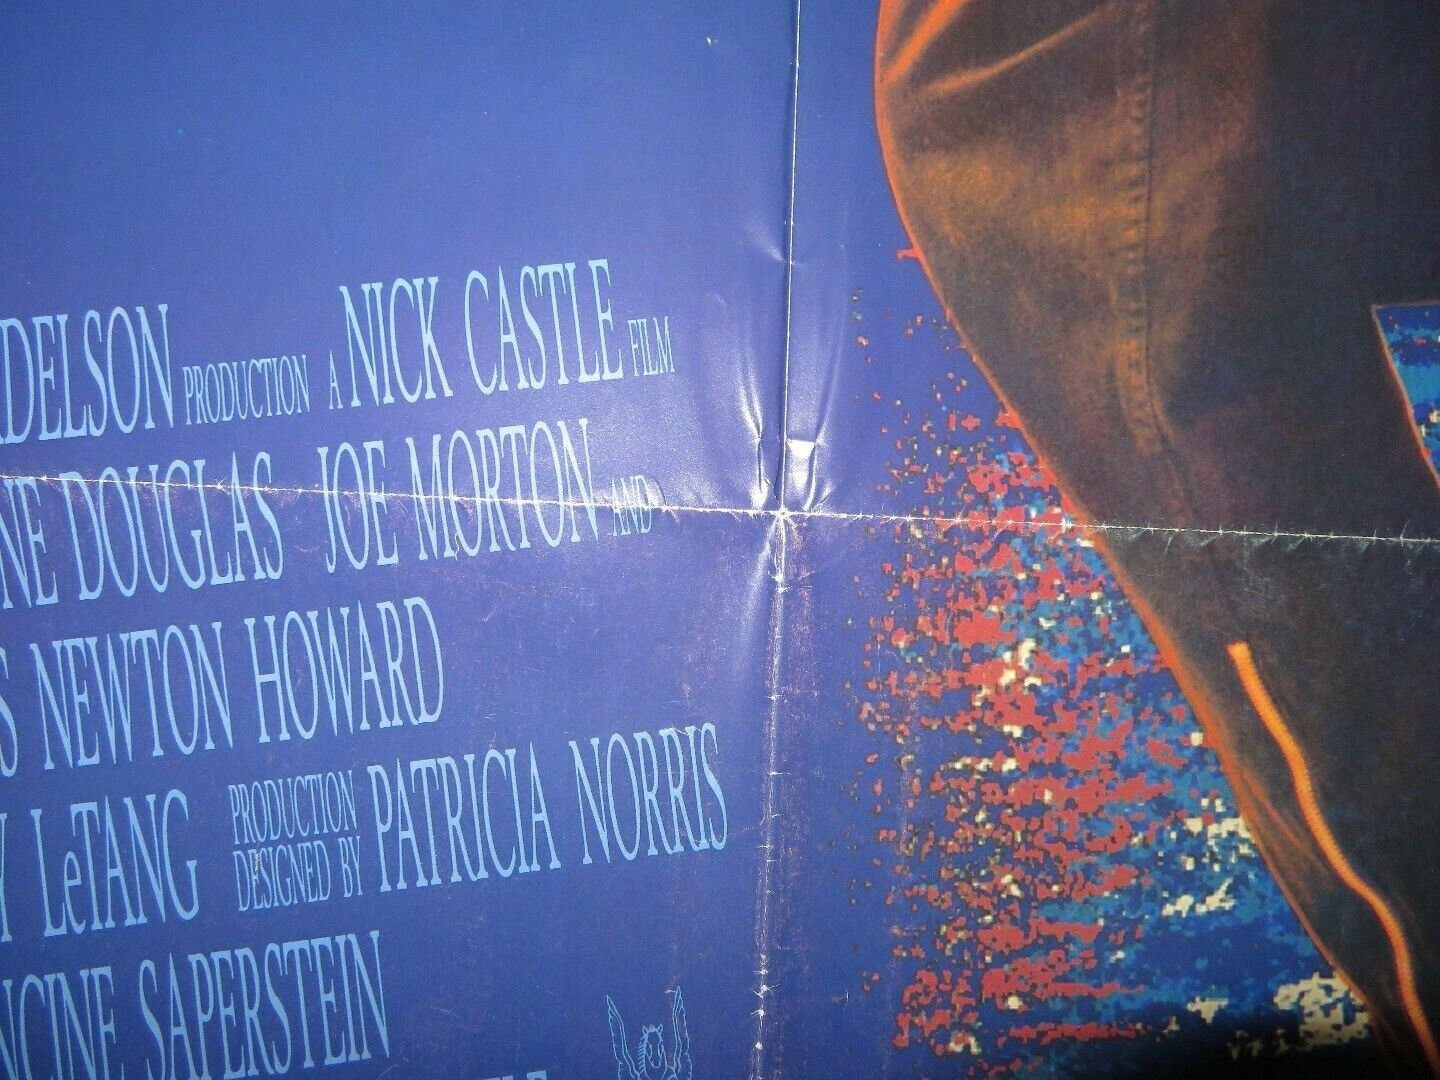 DELSON PRODUCTION A NICK CASTLE FILM
NE DOUGLAS JOE MORTON AND
S NEWTON HOWARD
Y LeTANG PRODUCTION DESIGNED BY PATRICIA NORRIS
NCINE SAPERSTEIN